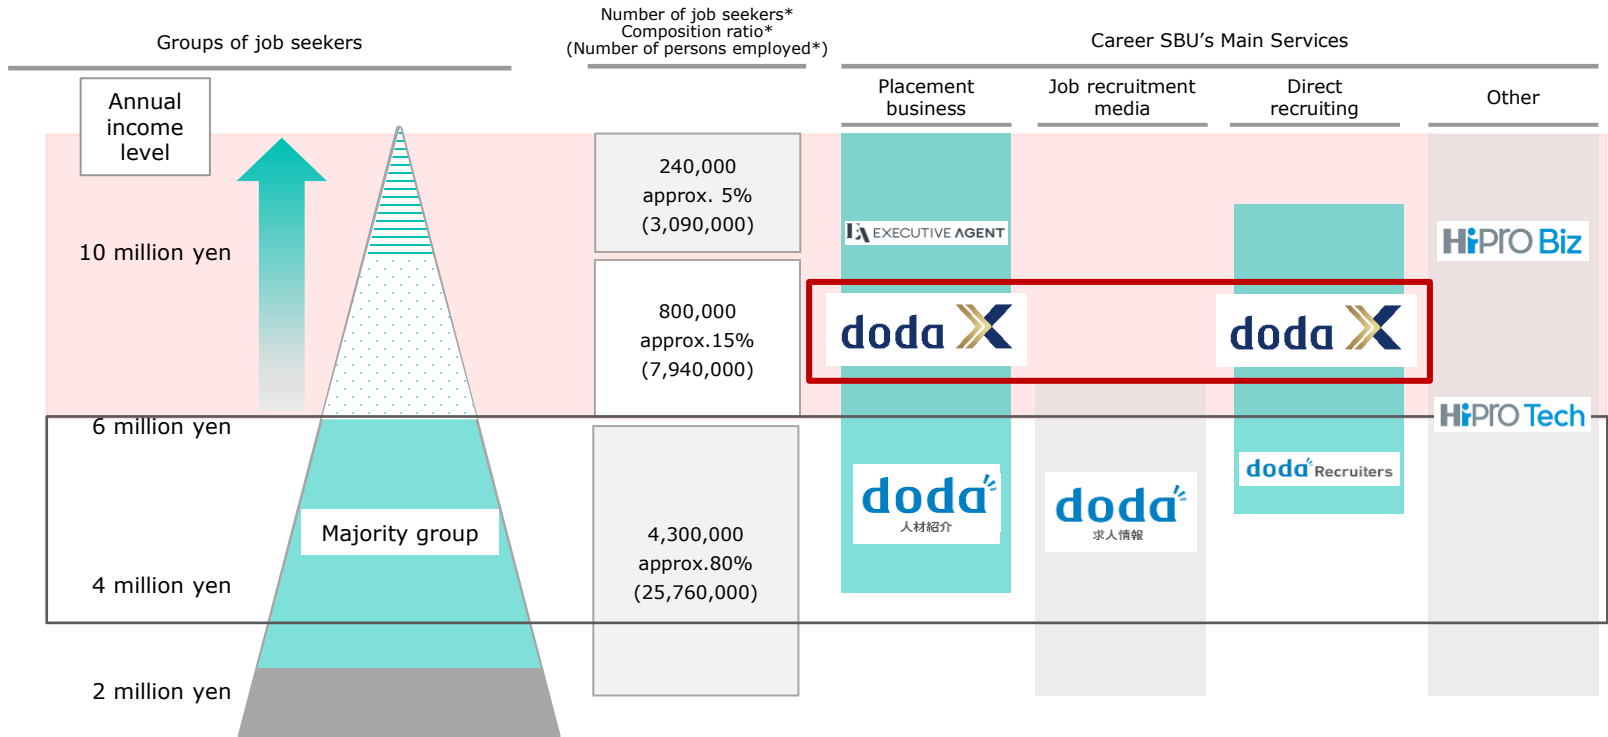 Groups of job seekers
Number of job seekers*
Composition ratio*
(Number of persons employed*)
Career SBU's Main Services
Placement
business
Job recruitment
media
Direct
recruiting
Other
Annual
income
level
10 million yen
6 million yen
4 million yen
2 million yen
Majority group
240,000
approx. 5%
(3,090,000)
800,000
approx.15%
(7,940,000)
4,300,000
approx.80%
(25,760,000)
EA EXECUTIVE AGENT
doda X
doda
人材紹介
doda
求人情報
doda X
doda Recruiters
HiPRO Biz
HiPRO Tech